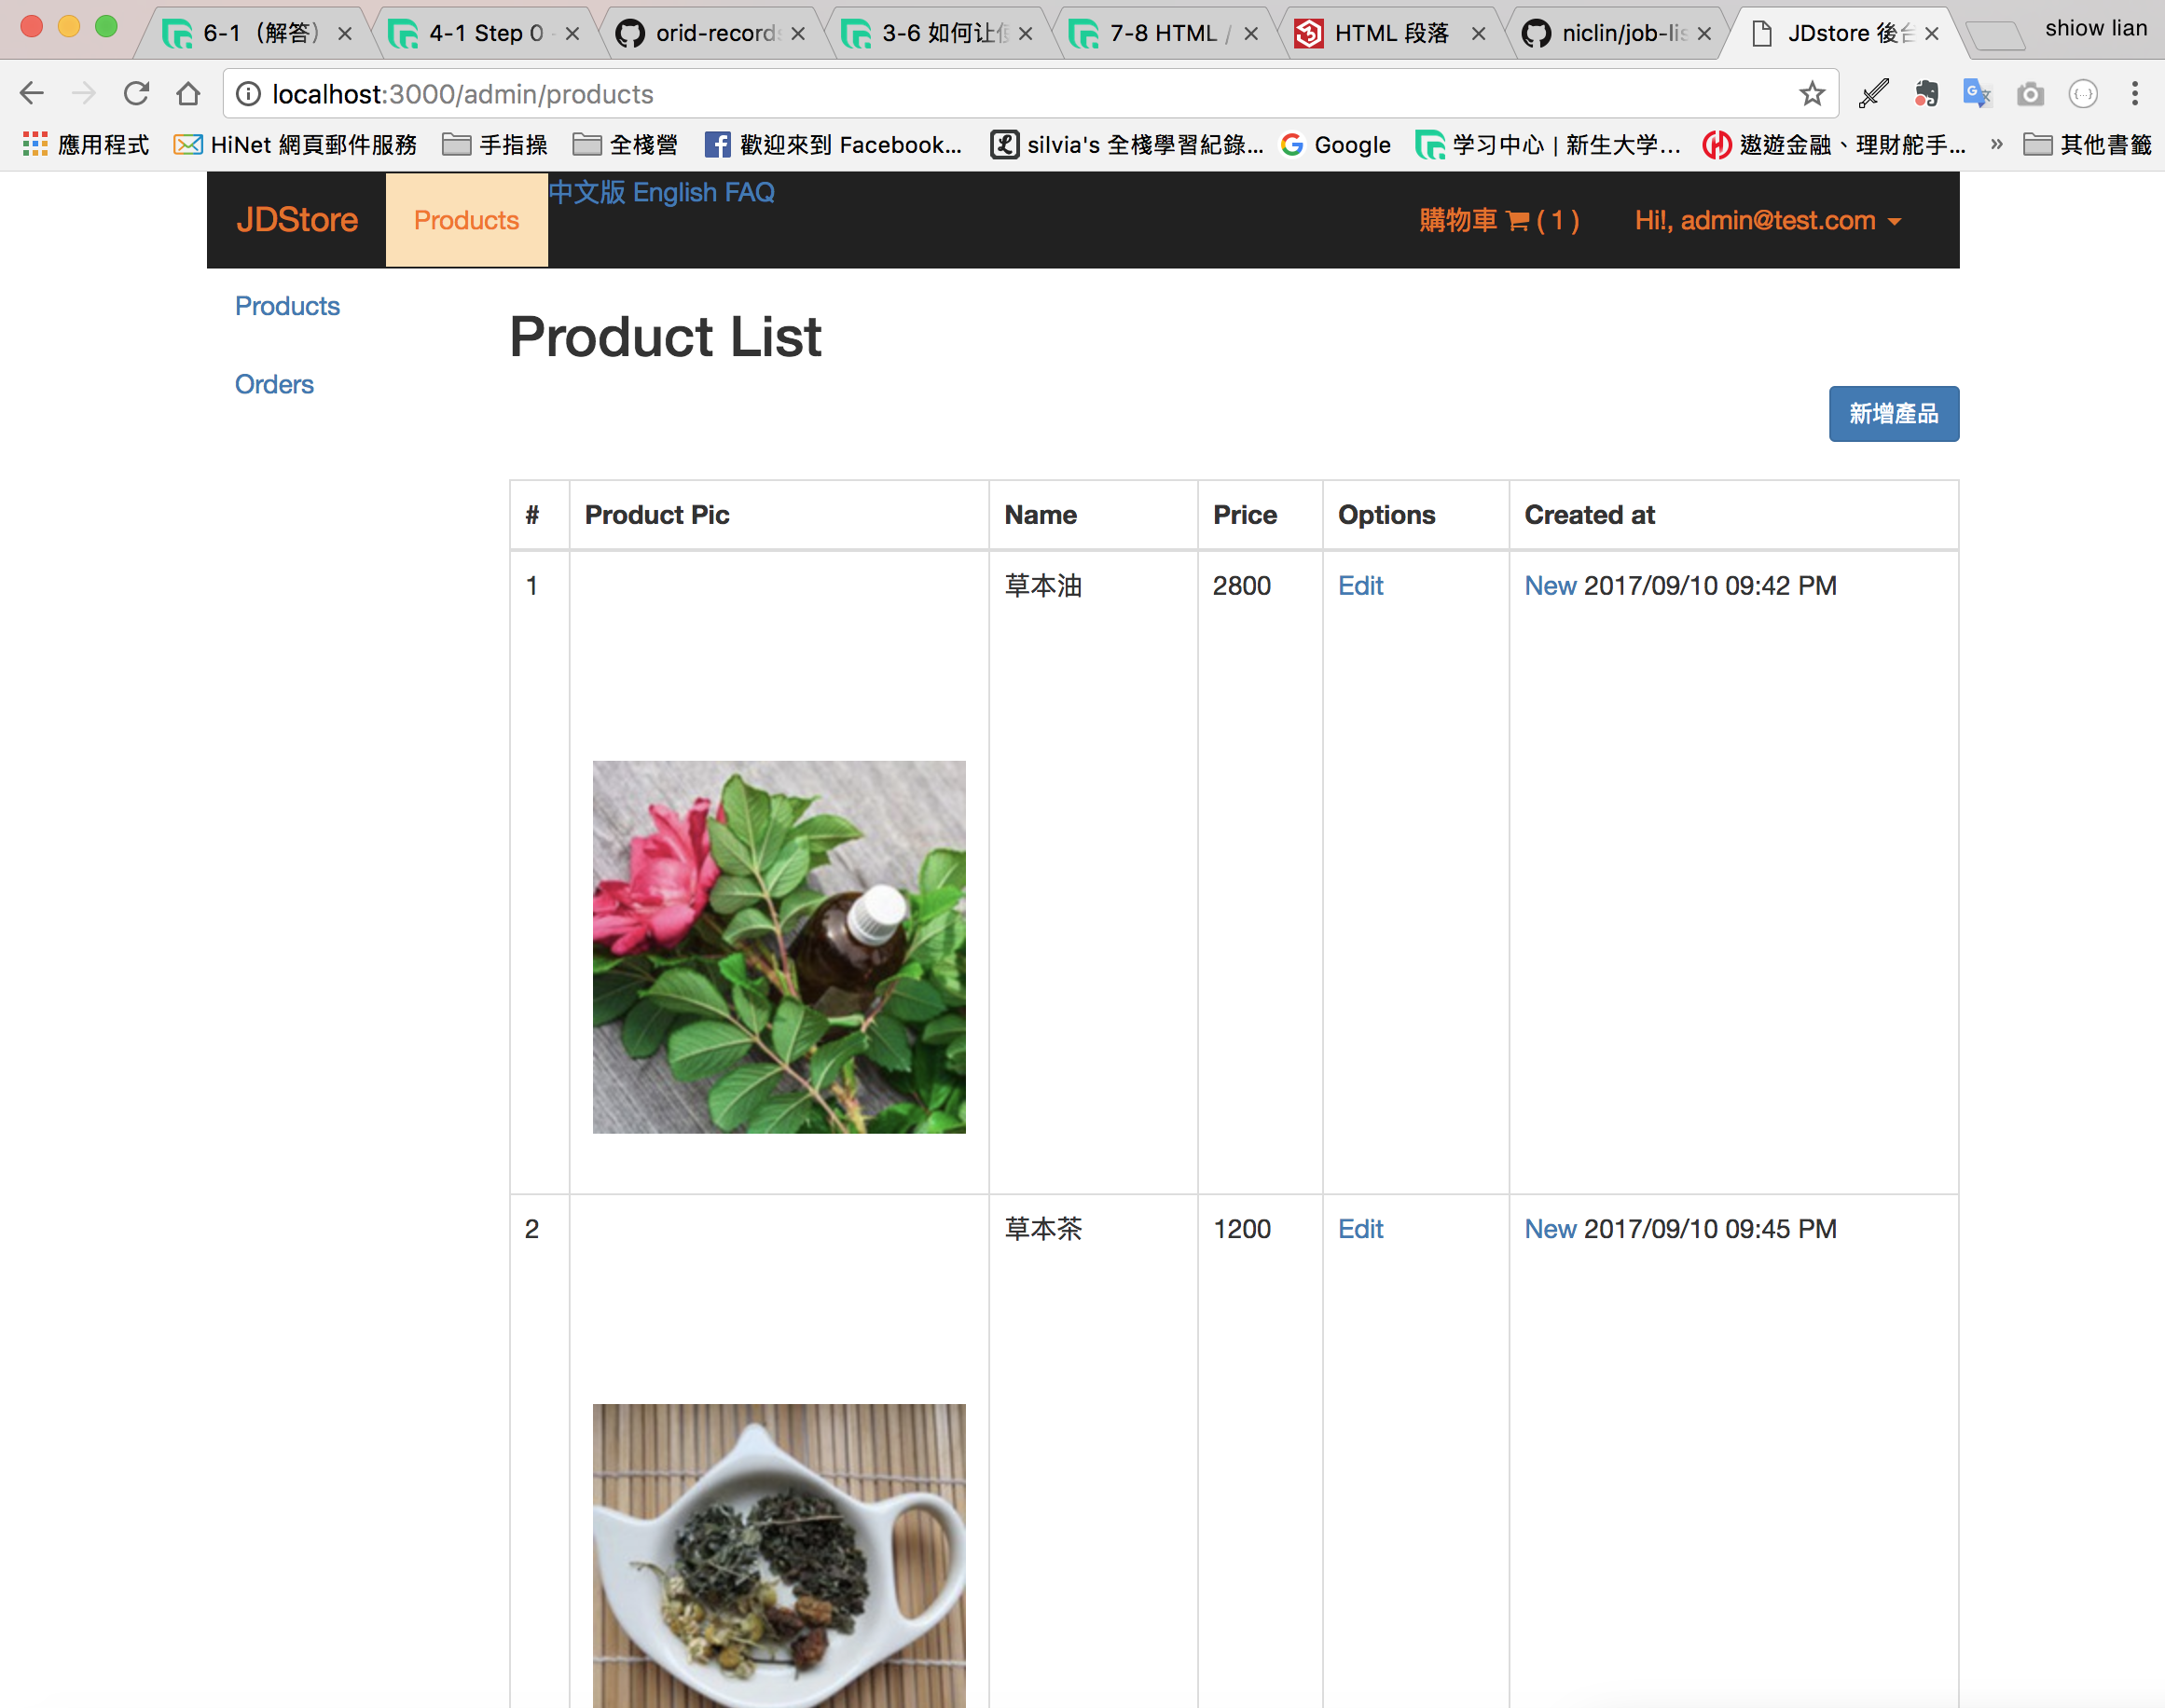 6-1（解答） 4-1 Step 0 - orid-records 3-6 如何让使 7-8 HTML / HTML 段落 niclin/job-lis JDstore 後台 shiow lian
localhost:3000/admin/products
應用程式 HiNet 網頁郵件服務 手指操 全棧營 歡迎來到 Facebook... silvia's 全棧學習紀錄... Google 学习中心 | 新生大学... 遨遊金融、理財舵手... » 其他書籤
JDStore Products 中文版 English FAQ 購物車 ( 1 ) Hi!, admin@test.com
Products
Product List
Orders
新增產品
# Product Pic Name Price Options Created at
1 草本油 2800 Edit New 2017/09/10 09:42 PM
2 草本茶 1200 Edit New 2017/09/10 09:45 PM